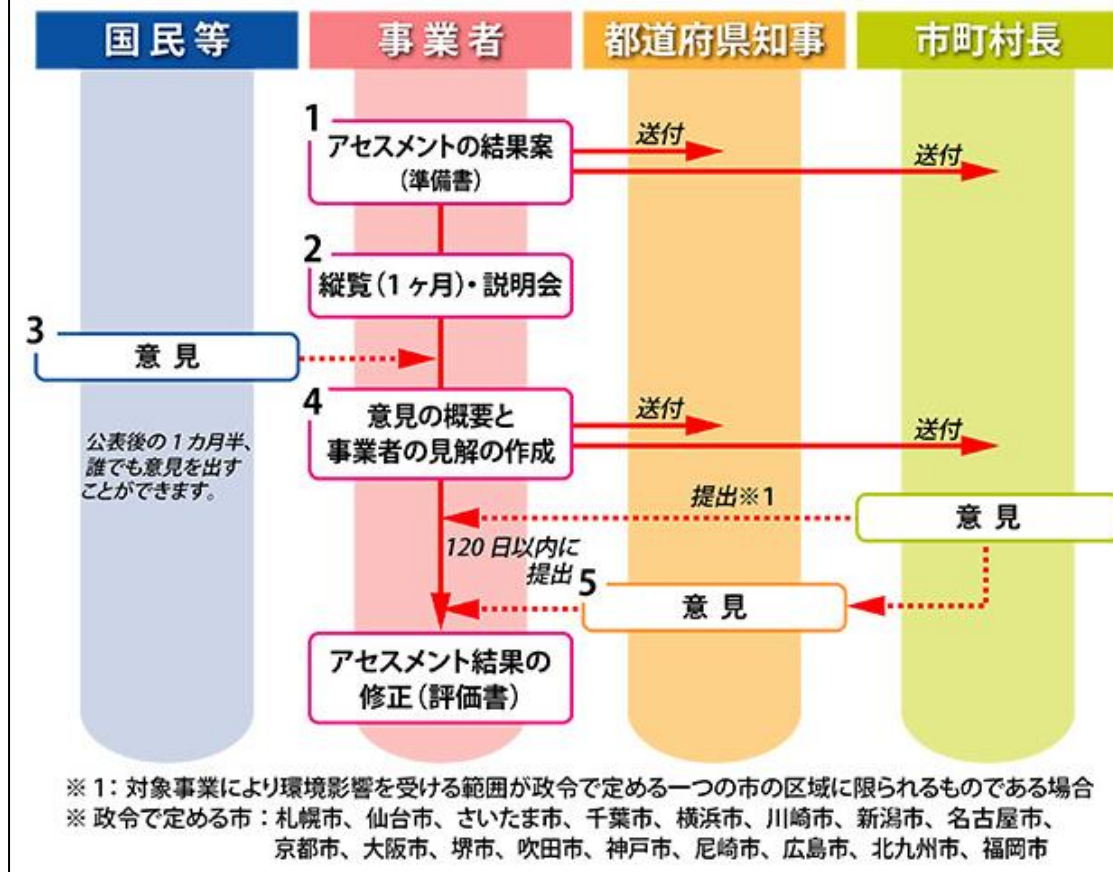 国民等
事業者
都道府県知事
市町村長
1
アセスメントの結果案
(準備書)
送付
送付
2
縦覧(1ヶ月)・説明会
3
意見
公表後の1カ月半、
誰でも意見を出す
ことができます。
4
意見の概要と
事業者の見解の作成
送付
送付
提出※1
意見
120日以内に
提出
5
意見
アセスメント結果の
修正(評価書)
※1:対象事業により環境影響を受ける範囲が政令で定める一つの市の区域に限られるものである場合
※政令で定める市:札幌市、仙台市、さいたま市、千葉市、横浜市、川崎市、新潟市、名古屋市、
京都市、大阪市、堺市、吹田市、神戸市、尼崎市、広島市、北九州市、福岡市